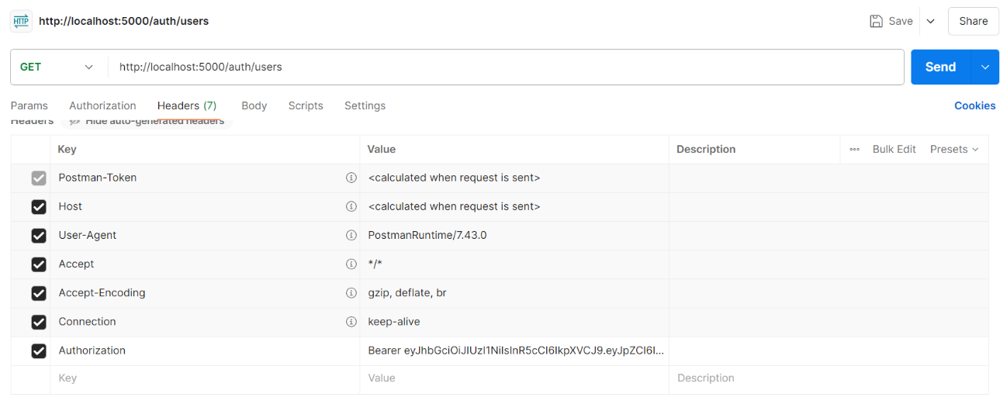 HTTP http://localhost:5000/auth/users Save Share
GET http://localhost:5000/auth/users Send
Params Authorization Headers (7) Body Scripts Settings Cookies
Headers Hide auto-generated headers
Key Value Description ooo Bulk Edit Presets
Postman-Token <calculated when request is sent>
Host <calculated when request is sent>
User-Agent PostmanRuntime/7.43.0
Accept */*
Accept-Encoding gzip, deflate, br
Connection keep-alive
Authorization Bearer eyJhbGciOiJIUzI1NiIsInR5cCI6IkpXVCJ9.eyJpZCI6I...
Key Value Description